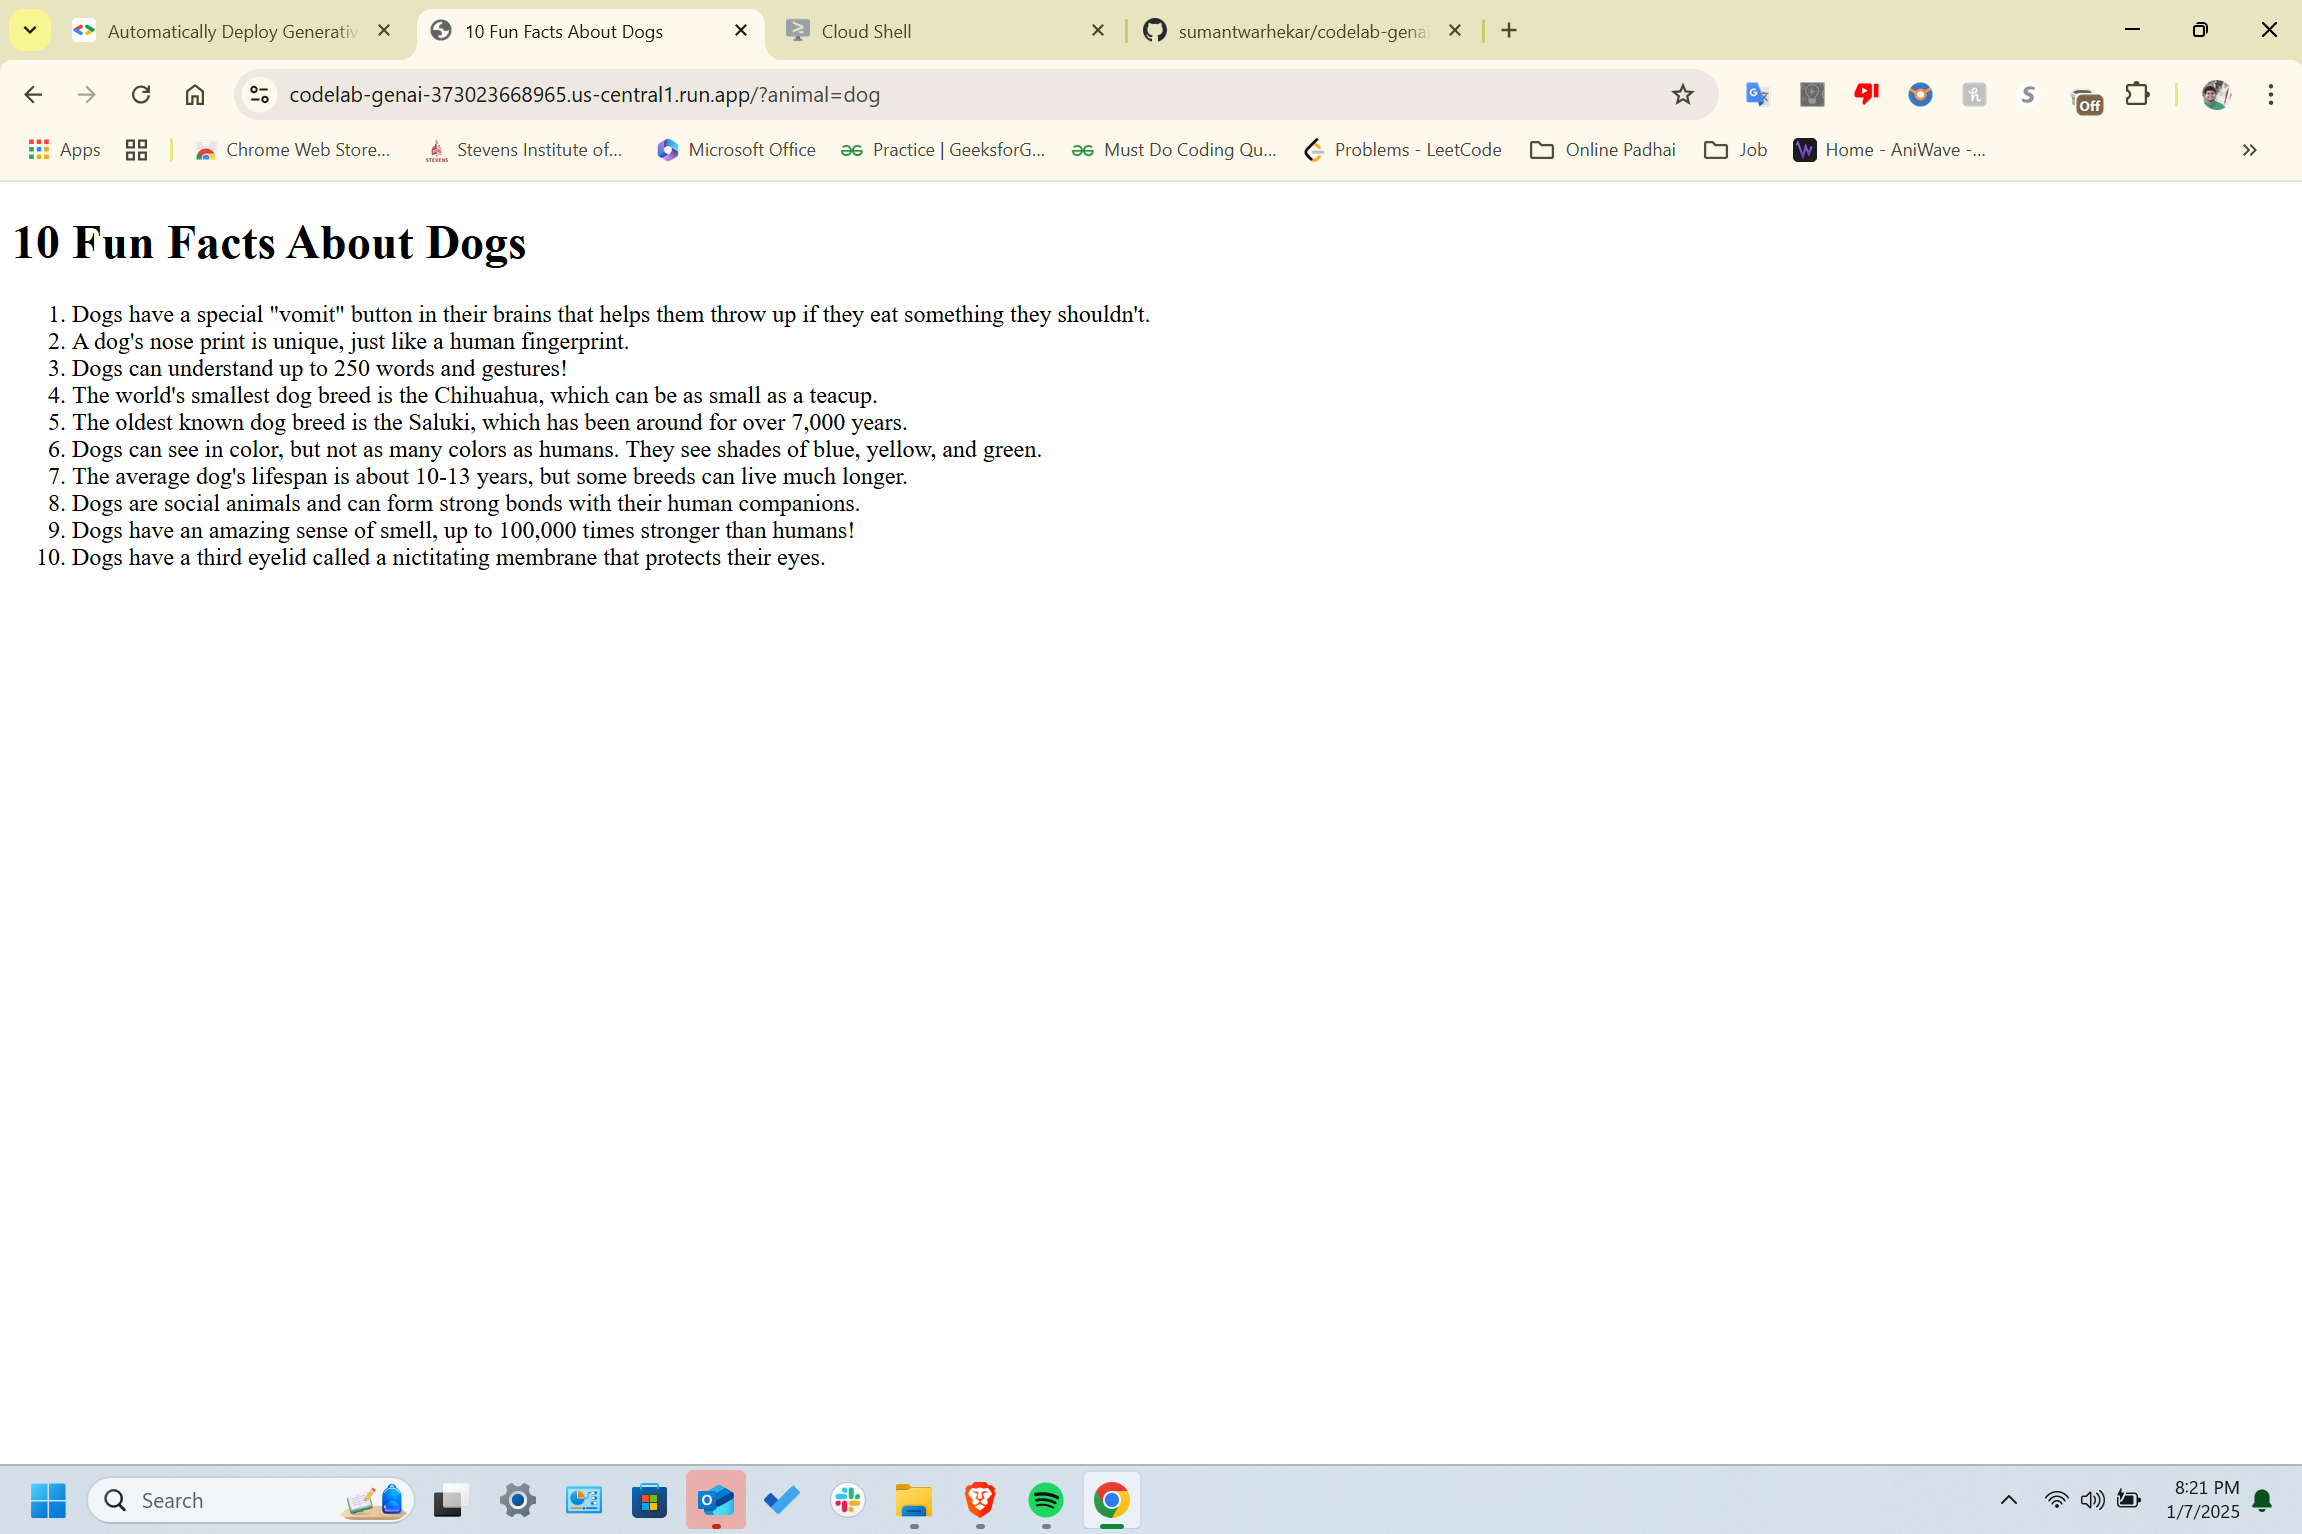 Automatically Deploy Generativ
10 Fun Facts About Dogs
Cloud Shell
sumantwarhekar/codelab-genai
codelab-genai-373023668965.us-central1.run.app/?animal=dog
Off
Apps
Chrome Web Store...
STEVENS
Stevens Institute of...
Microsoft Office
Practice | GeeksforG...
Must Do Coding Qu...
Problems - LeetCode
Online Padhai
Job
Home - AniWave -...
10 Fun Facts About Dogs
1. Dogs have a special "vomit" button in their brains that helps them throw up if they eat something they shouldn't.
2. A dog's nose print is unique, just like a human fingerprint.
3. Dogs can understand up to 250 words and gestures!
4. The world's smallest dog breed is the Chihuahua, which can be as small as a teacup.
5. The oldest known dog breed is the Saluki, which has been around for over 7,000 years.
6. Dogs can see in color, but not as many colors as humans. They see shades of blue, yellow, and green.
7. The average dog's lifespan is about 10-13 years, but some breeds can live much longer.
8. Dogs are social animals and can form strong bonds with their human companions.
9. Dogs have an amazing sense of smell, up to 100,000 times stronger than humans!
10. Dogs have a third eyelid called a nictitating membrane that protects their eyes.
Search
8:21 PM
1/7/2025